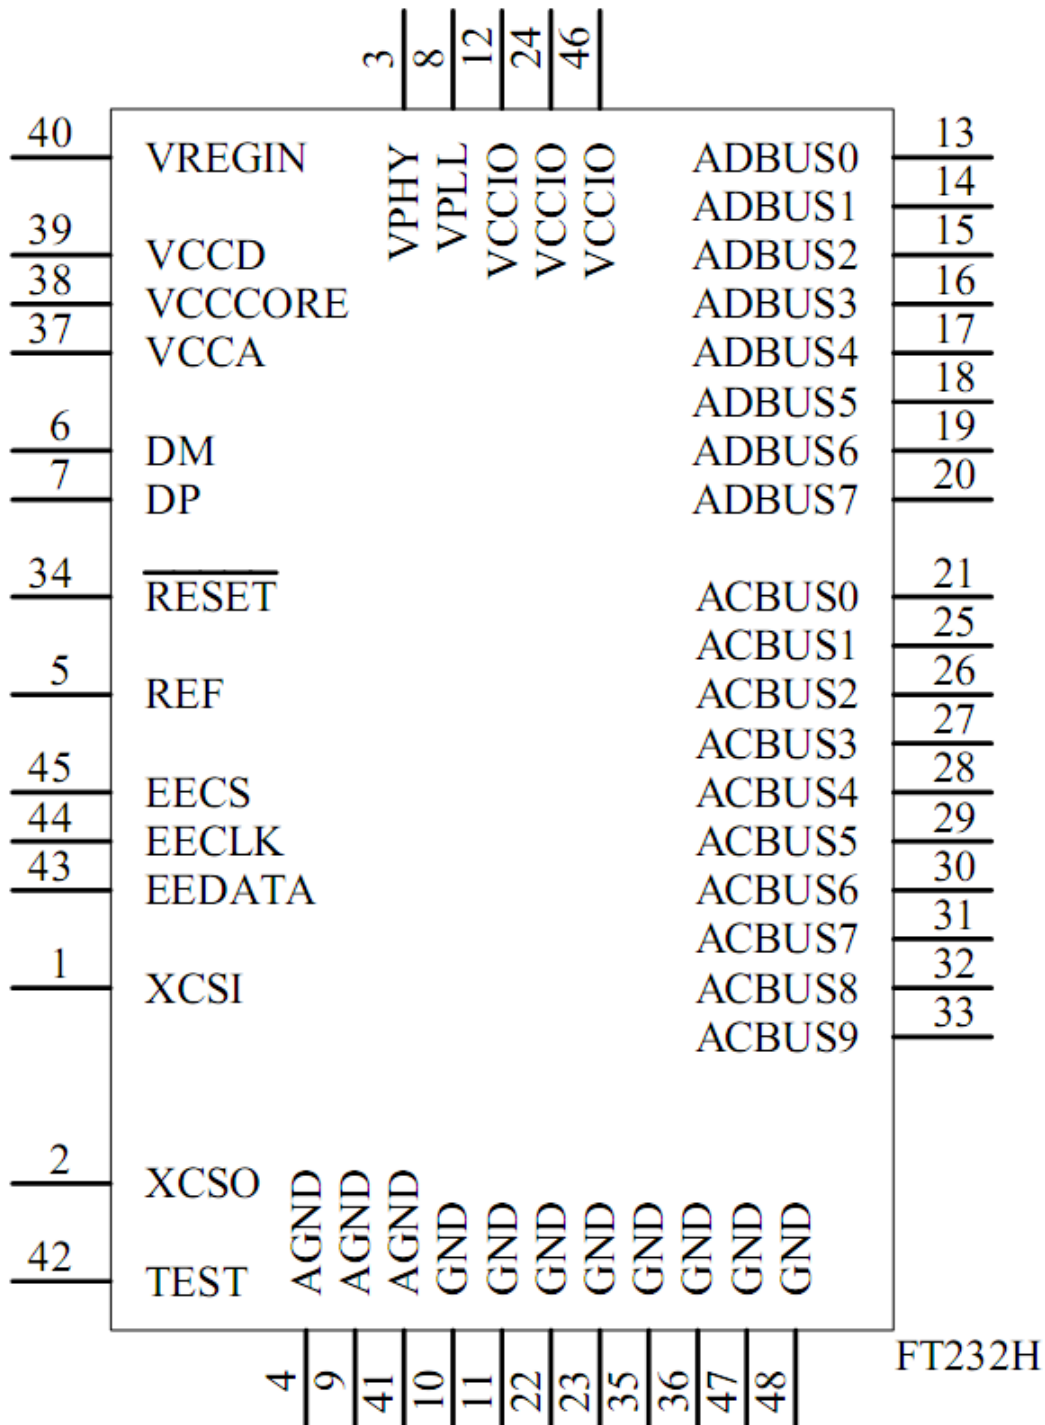 3 8 12 24 46
VPHY VPLL VCCIO VCCIO VCCIO
40 VREGIN
39 VCCD
38 VCCCORE
37 VCCA
6 DM
7 DP
34 RESET
5 REF
45 EECS
44 EECLK
43 EEDATA
1 XCSI
2 XCSO
42 TEST
ADBUS0 13
ADBUS1 14
ADBUS2 15
ADBUS3 16
ADBUS4 17
ADBUS5 18
ADBUS6 19
ADBUS7 20
ACBUS0 21
ACBUS1 25
ACBUS2 26
ACBUS3 27
ACBUS4 28
ACBUS5 29
ACBUS6 30
ACBUS7 31
ACBUS8 32
ACBUS9 33
AGND AGND AGND GND GND GND GND GND GND GND GND
4 9 41 10 11 22 23 35 36 47 48
FT232H